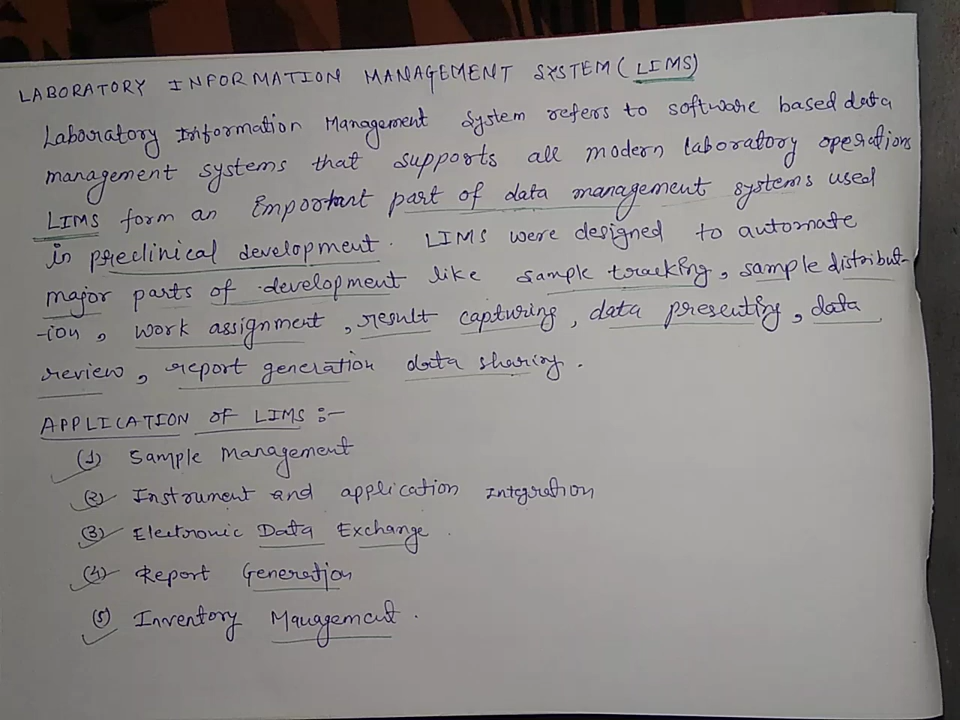 LABORATORY INFORMATION MANAGEMENT SYSTEM (LIMS)
Laboratory Information Management System refers to software based data
management systems that supports all modern laboratory operations
LIMS form an Important part of data management systems used
in preclinical development. LIMS were designed to automate
major parts of development like sample tracking, sample distribut-
-ion, work assignment, result capturing, data presenting, data
review, report generation data sharing.
APPLICATION OF LIMS :-
(1) Sample Management
(2) Instrument and application Integration
(3) Electronic Data Exchange.
(4) Report Generation
(5) Inventory Management.